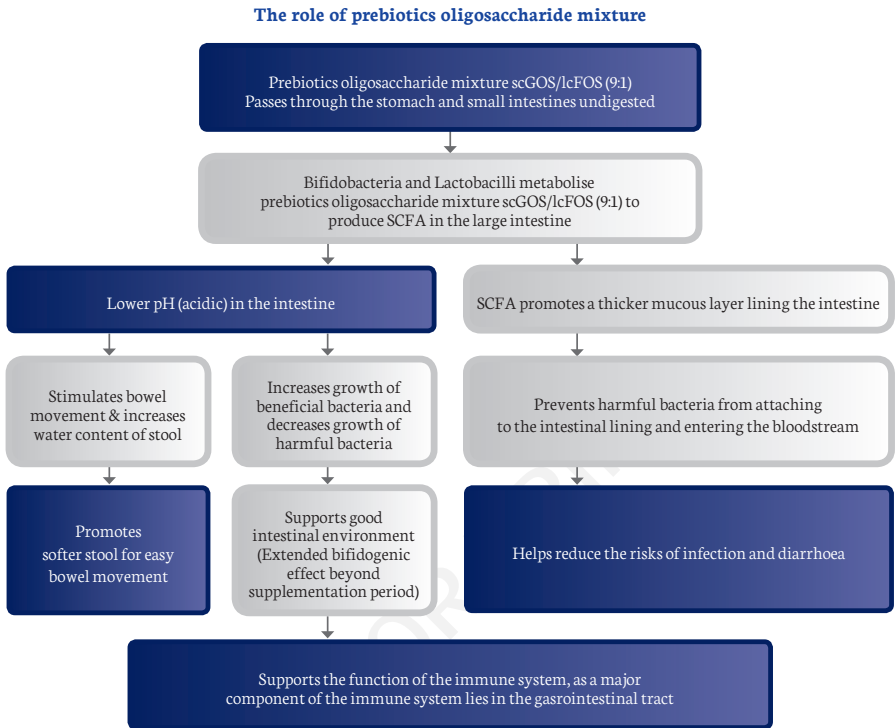 The role of prebiotics oligosaccharide mixture
Prebiotics oligosaccharide mixture scGOS/lcFOS (9:1)
Passes through the stomach and small intestines undigested
Bifidobacteria and Lactobacilli metabolise
prebiotics oligosaccharide mixture scGOS/lcFOS (9:1) to
produce SCFA in the large intestine
Lower pH (acidic) in the intestine
SCFA promotes a thicker mucous layer lining the intestine
Stimulates bowel
movement & increases
water content of stool
Increases growth of
beneficial bacteria and
decreases growth of
harmful bacteria
Prevents harmful bacteria from attaching
to the intestinal lining and entering the bloodstream
Promotes
softer stool for easy
bowel movement
Supports good
intestinal environment
(Extended bifidogenic
effect beyond
supplementation period)
Helps reduce the risks of infection and diarrhoea
Supports the function of the immune system, as a major
component of the immune system lies in the gasrointestinal tract